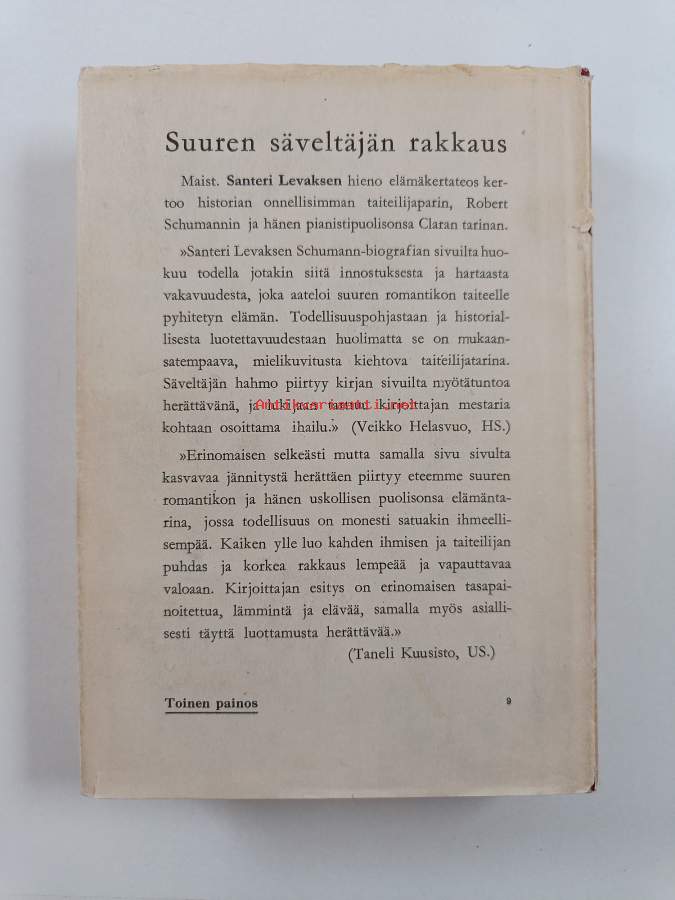 Suuren säveltäjän rakkaus
Maist. Santeri Levaksen hieno elämäkertateos ker-
too historian onnellisimman taiteilijaparin, Robert
Schumannin ja hänen pianistipuolisonsa Claran tarinan.
»Santeri Levaksen Schumann-biografian sivuilta huo-
kuu todella jotakin siitä innostuksesta ja hartaasta
vakavuudesta, joka aateloi suuren romantikon taiteelle
pyhitetyn elämän. Todellisuuspohjastaan ja historial-
lisesta luotettavuudestaan huolimatta se on mukaan-
satempaava, mielikuvitusta kiehtova taiteilijatarina.
Säveltäjän hahmo piirtyy kirjan sivuilta myötätuntoa
herättävänä, ja lukijaan tarttuu kirjoittajan mestaria
Antikvariaatti.net
kohtaan osoittama ihailu.» (Veikko Helasvuo, HS.)
»Erinomaisen selkeästi mutta samalla sivu sivulta
kasvavaa jännitystä herättäen piirtyy eteemme suuren
romantikon ja hänen uskollisen puolisonsa elämänta-
rina, jossa todellisuus on monesti satuakin ihmeelli-
sempää. Kaiken ylle luo kahden ihmisen ja taiteilijan
puhdas ja korkea rakkaus lempeää ja vapauttavaa
valoaan. Kirjoittajan esitys on erinomaisen tasapai-
noitettua, lämmintä ja elävää, samalla myös asialli-
sesti täyttä luottamusta herättävää.»
(Taneli Kuusisto, US.)
Toinen painos
9